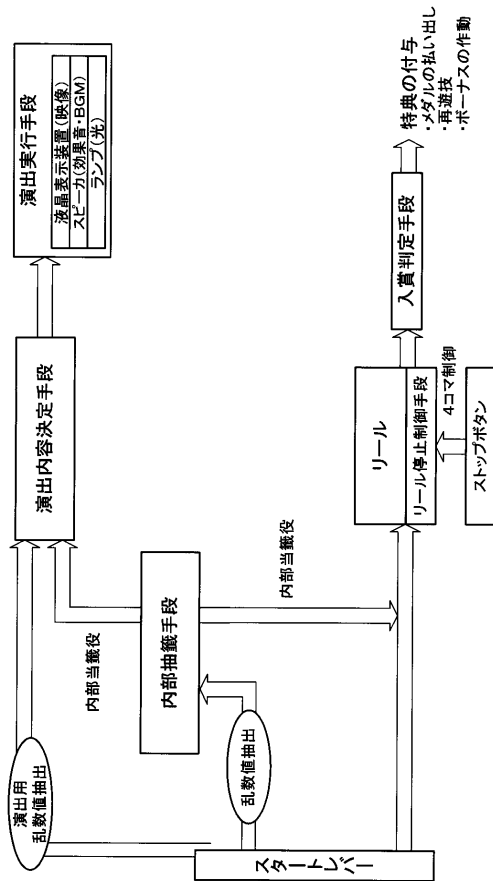 スタートレバー
演出用
乱数値抽出
乱数値抽出
内部抽籤手段
内部当籤役
内部当籤役
演出内容決定手段
演出実行手段
液晶表示装置(映像)
スピーカ(効果音・BGM)
ランプ(光)
リール
リール停止制御手段
4コマ制御
ストップボタン
入賞判定手段
特典の付与
・メダルの払い出し
・再遊技
・ボーナスの作動